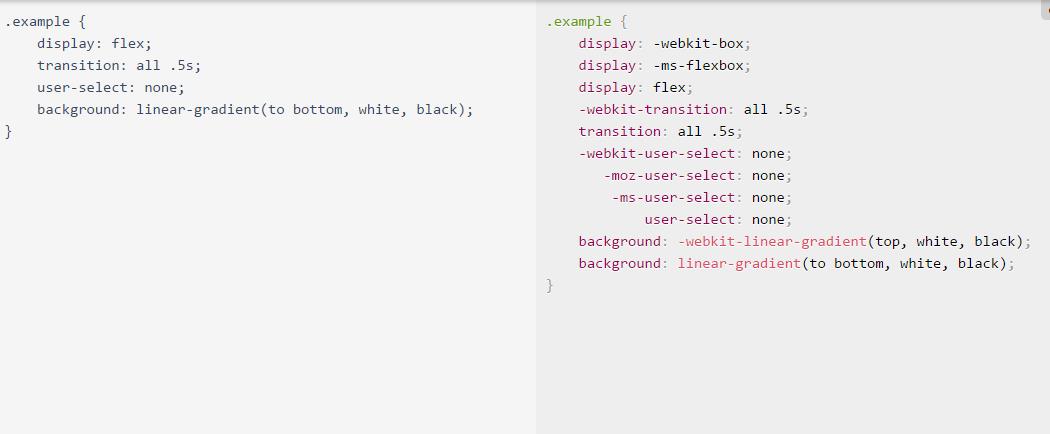 .example {
    display: flex;
    transition: all .5s;
    user-select: none;
    background: linear-gradient(to bottom, white, black);
}
.example {
    display: -webkit-box;
    display: -ms-flexbox;
    display: flex;
    -webkit-transition: all .5s;
    transition: all .5s;
    -webkit-user-select: none;
       -moz-user-select: none;
        -ms-user-select: none;
            user-select: none;
    background: -webkit-linear-gradient(top, white, black);
    background: linear-gradient(to bottom, white, black);
}